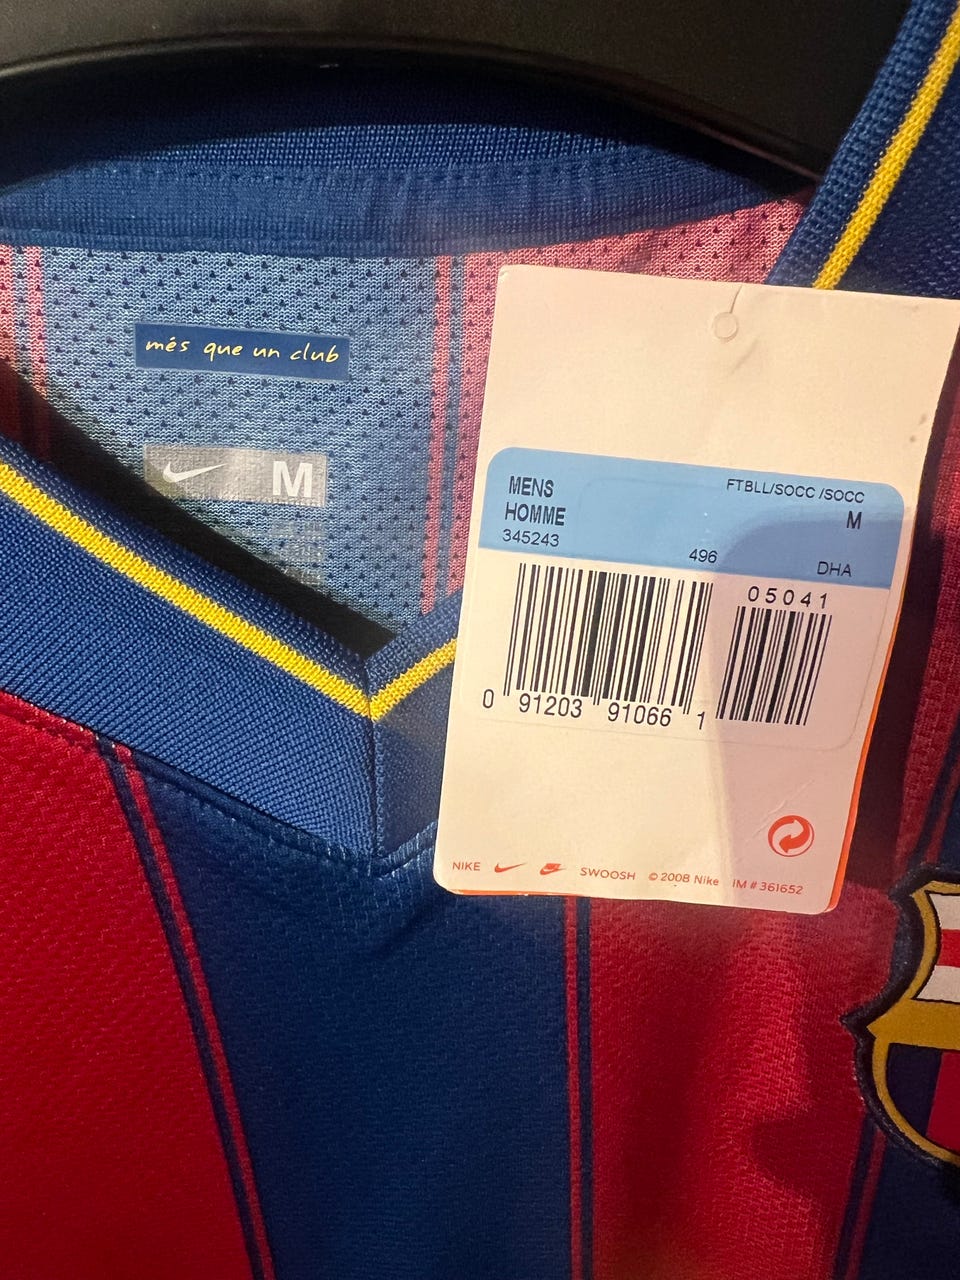 més que un club
M
MENS
HOMME
345243
FTBLL/SOCC /SOCC
M
496
DHA
05041
0 91203 91066 1
NIKE SWOOSH © 2008 Nike IM # 361652